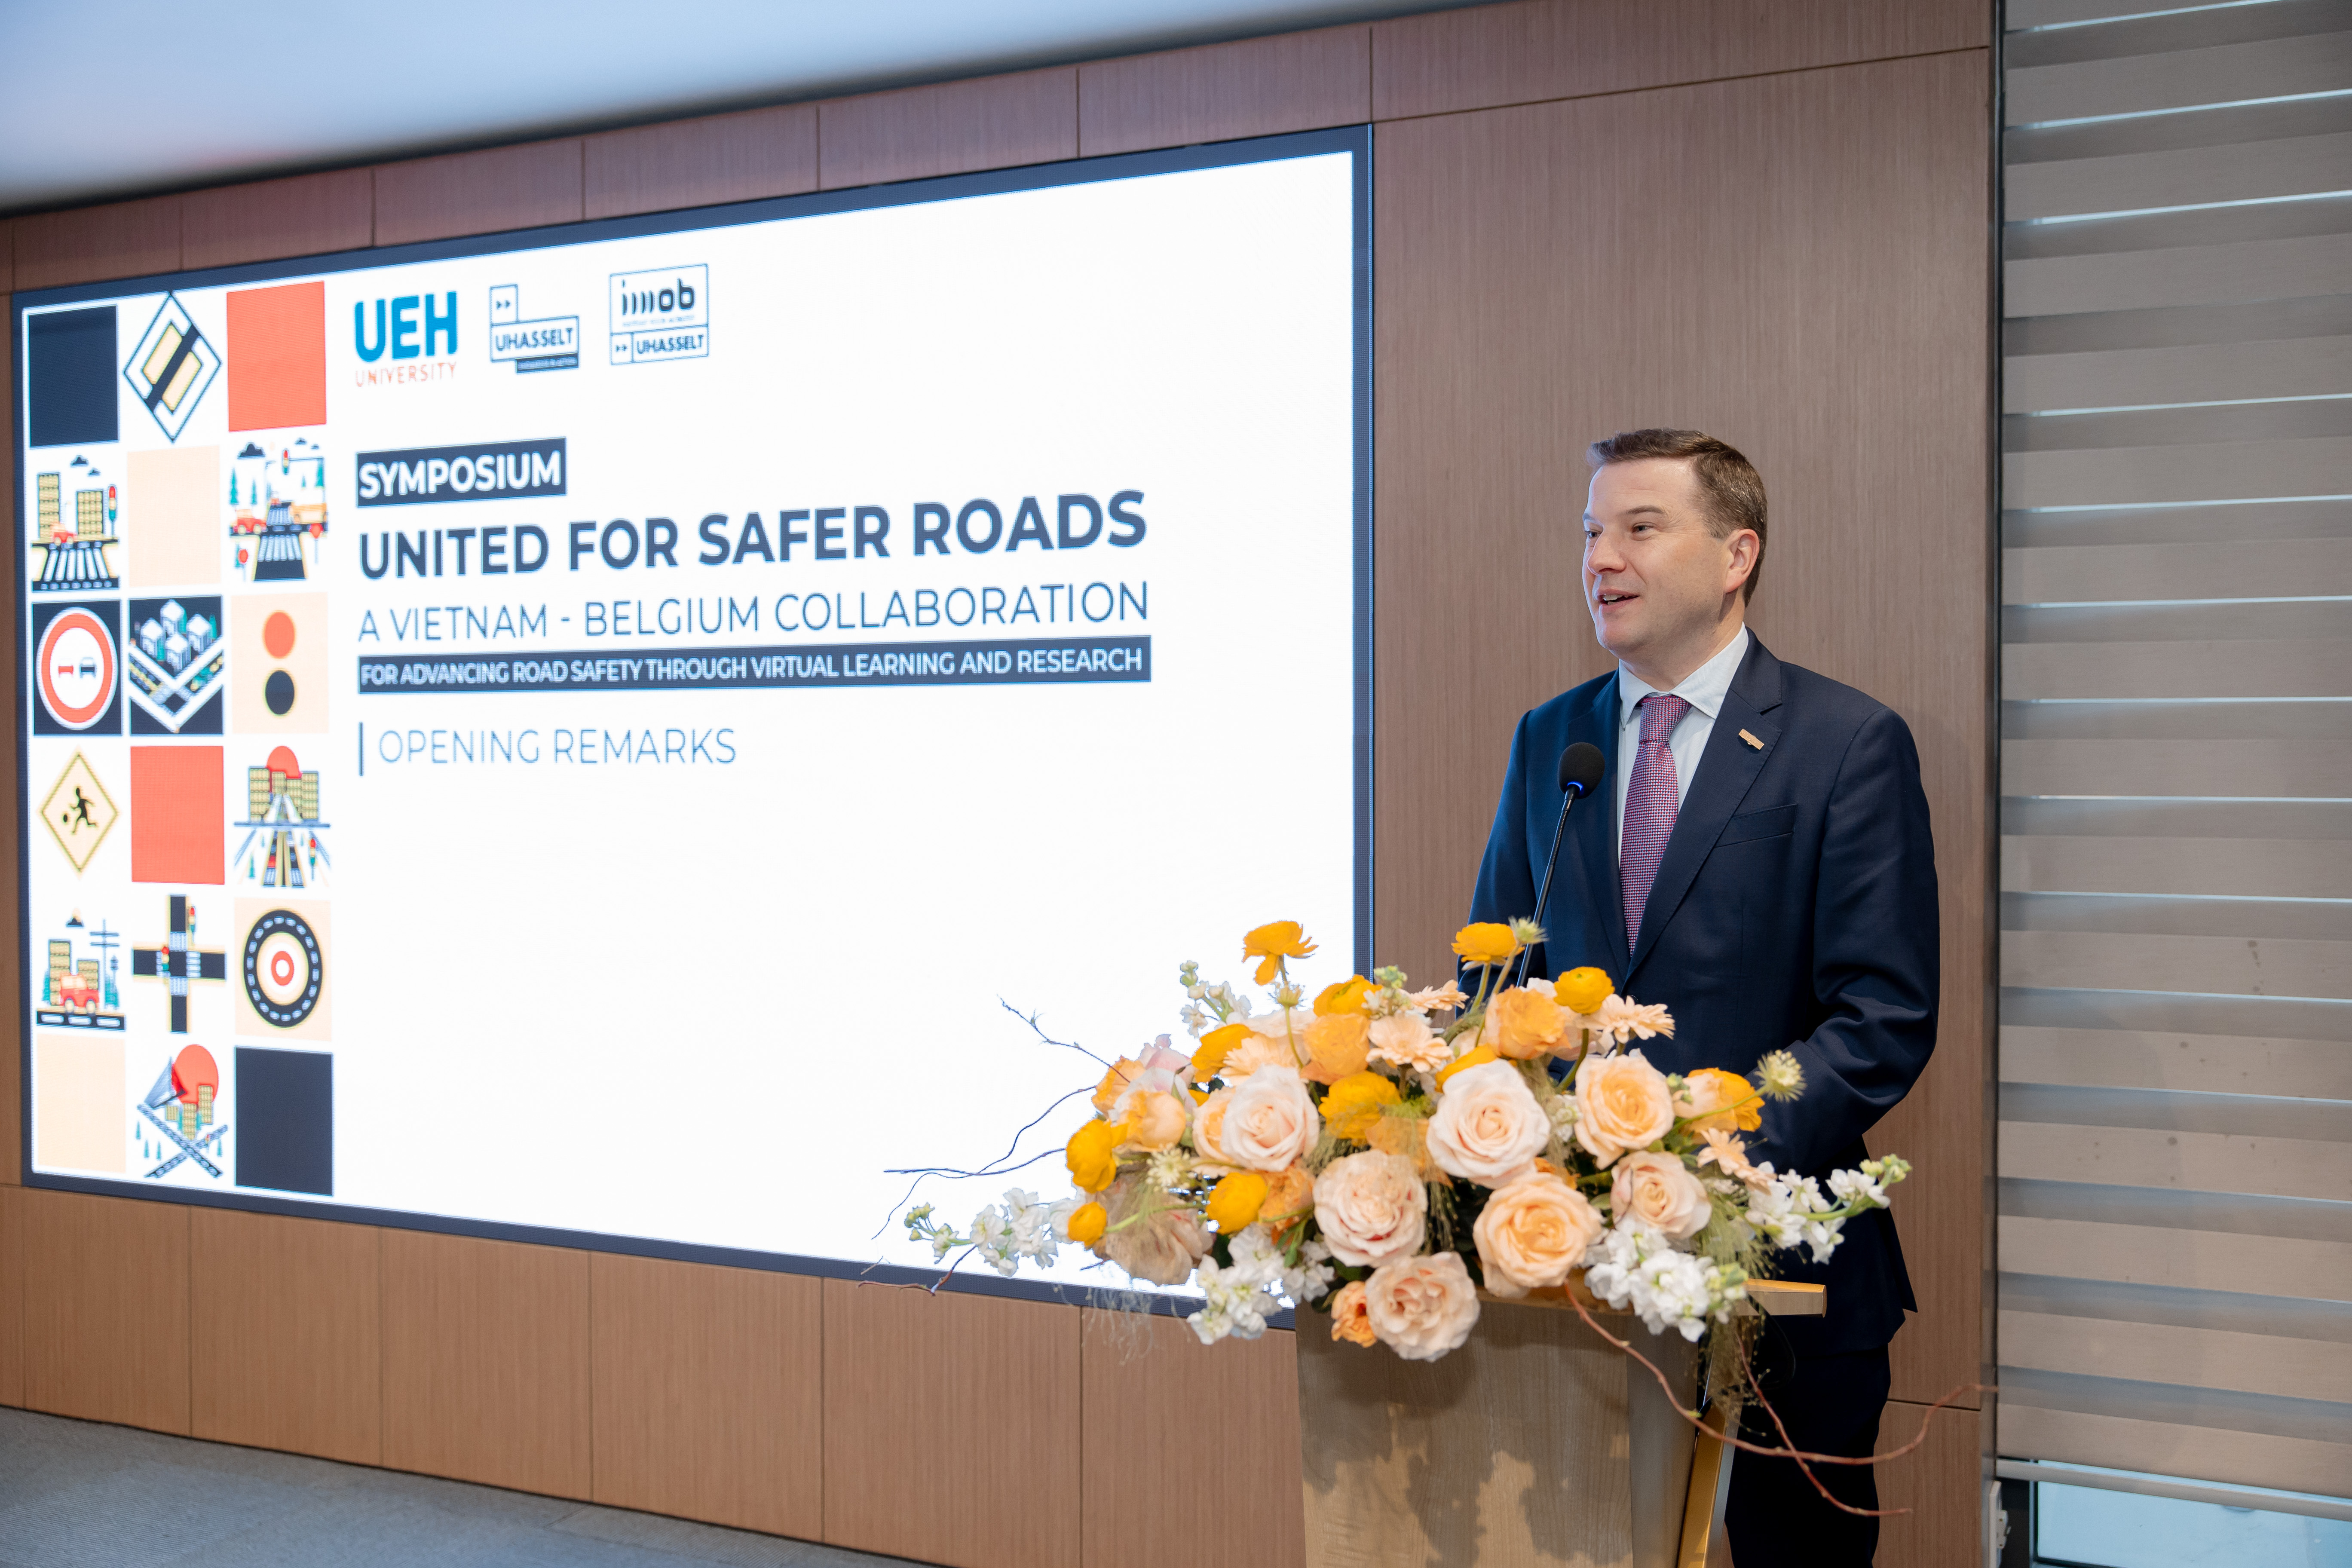 UEH
UNIVERSITY
UHASSELT
imob
UHASSELT
SYMPOSIUM
UNITED FOR SAFER ROADS
A VIETNAM - BELGIUM COLLABORATION
FOR ADVANCING ROAD SAFETY THROUGH VIRTUAL LEARNING AND RESEARCH
OPENING REMARKS